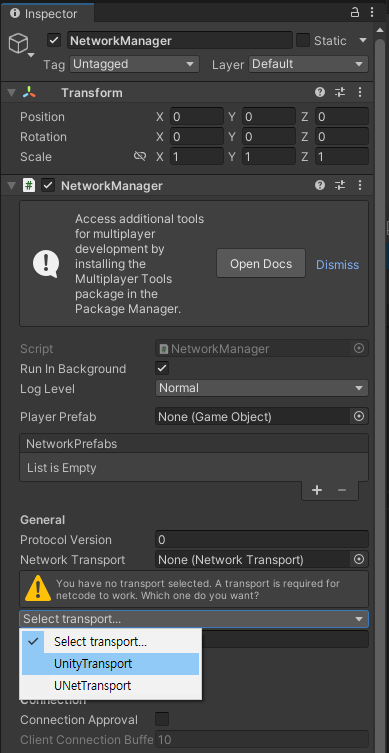 Inspector
NetworkManager Static
Tag Untagged Layer Default
Transform
Position X 0 Y 0 Z 0
Rotation X 0 Y 0 Z 0
Scale X 1 Y 1 Z 1
NetworkManager
Access additional tools
for multiplayer
development by
installing the
Multiplayer Tools
package in the
Package Manager.
Open Docs Dismiss
Script NetworkManager
Run In Background
Log Level Normal
Player Prefab None (Game Object)
NetworkPrefabs
List is Empty
General
Protocol Version 0
Network Transport None (Network Transport)
You have no transport selected. A transport is required for
netcode to work. Which one do you want?
Select transport...
Select transport...
UnityTransport
UNetTransport
Connection
Connection Approval
Client Connection Buffe 10